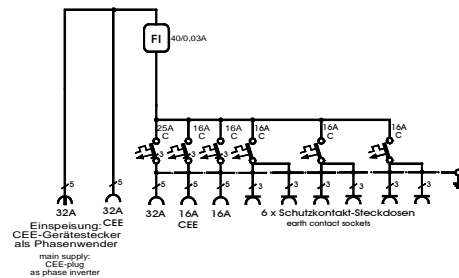 FI 40/0,03A
25A 16A 16A 16A 16A 16A
C C C C C C
3 3 3 3 3 3
5 5 5 5 5 3 3 3 3 3 3
32A 32A 32A 16A 16A 6 x Schutzkontakt-Steckdosen
CEE CEE earth contact sockets
Einspeisung:
CEE-Gerätestecker
als Phasenwender
main supply:
CEE-plug
as phase inverter